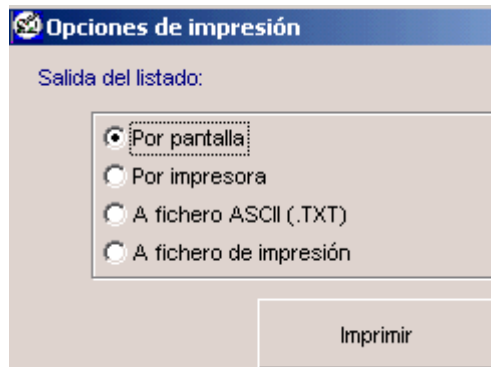 Opciones de impresión
Salida del listado:
Por pantalla
Por impresora
A fichero ASCII (.TXT)
A fichero de impresión
Imprimir